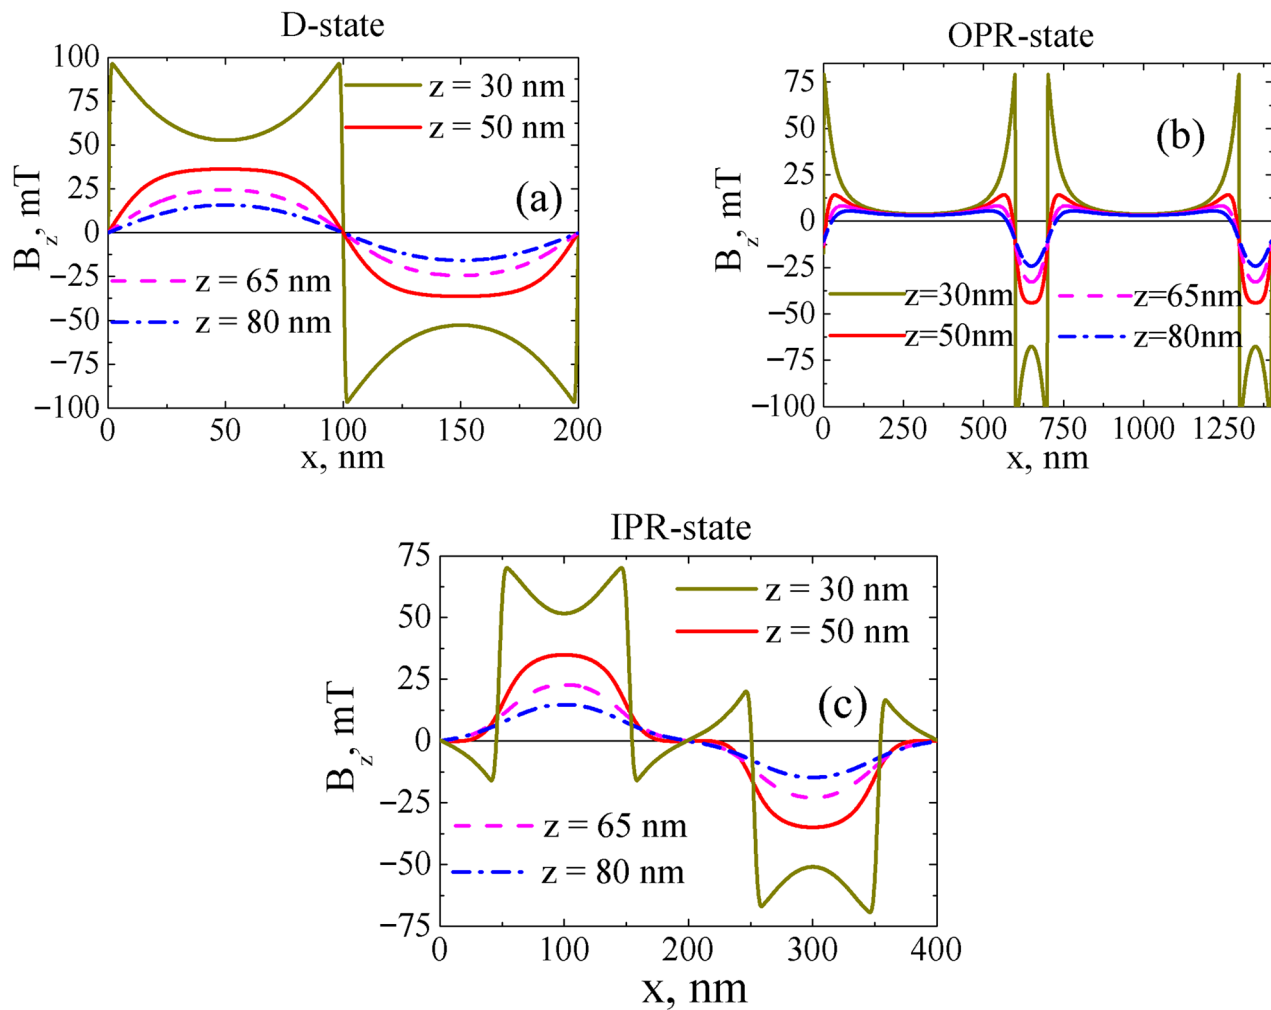 D-state
100
75
50
25
0
−25
−50
−75
−100
B_z, mT
z = 30 nm
z = 50 nm
(a)
z = 65 nm
z = 80 nm
0 50 100 150 200
x, nm
OPR-state
75
50
25
0
−25
−50
−75
−100
B_z, mT
(b)
z=30nm z=65nm
z=50nm z=80nm
0 250 500 750 1000 1250
x, nm
IPR-state
75
50
25
0
−25
−50
−75
B_z, mT
z = 30 nm
z = 50 nm
(c)
z = 65 nm
z = 80 nm
0 100 200 300 400
x, nm